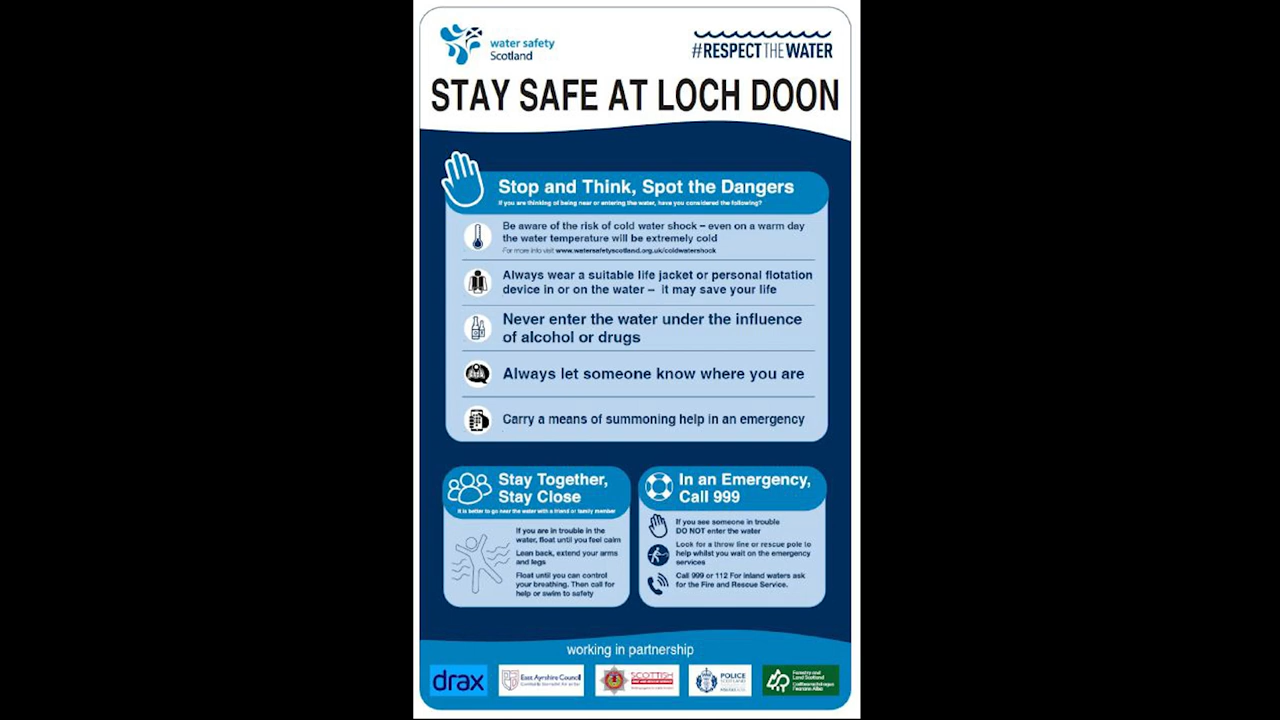 water safety
Scotland
#RESPECTTHEWATER
STAY SAFE AT LOCH DOON
Stop and Think, Spot the Dangers
If you are thinking of being near or entering the water, have you considered the following?
Be aware of the risk of cold water shock – even on a warm day
the water temperature will be extremely cold
For more info visit www.watersafetyscotland.org.uk/coldwatershock
Always wear a suitable life jacket or personal flotation
device in or on the water – it may save your life
Never enter the water under the influence
of alcohol or drugs
Always let someone know where you are
Carry a means of summoning help in an emergency
Stay Together,
Stay Close
It is better to go near the water with a friend or family member
If you are in trouble in the
water, float until you feel calm
Lean back, extend your arms
and legs
Float until you can control
your breathing. Then call for
help or swim to safety
In an Emergency,
Call 999
If you see someone in trouble
DO NOT enter the water
Look for a throw line or rescue pole to
help whilst you wait on the emergency
services
Call 999 or 112 For inland waters ask
for the Fire and Rescue Service.
working in partnership
drax
East Ayrshire Council
SCOTTISH
POLICE
SCOTLAND
Forestry and
Land Scotland